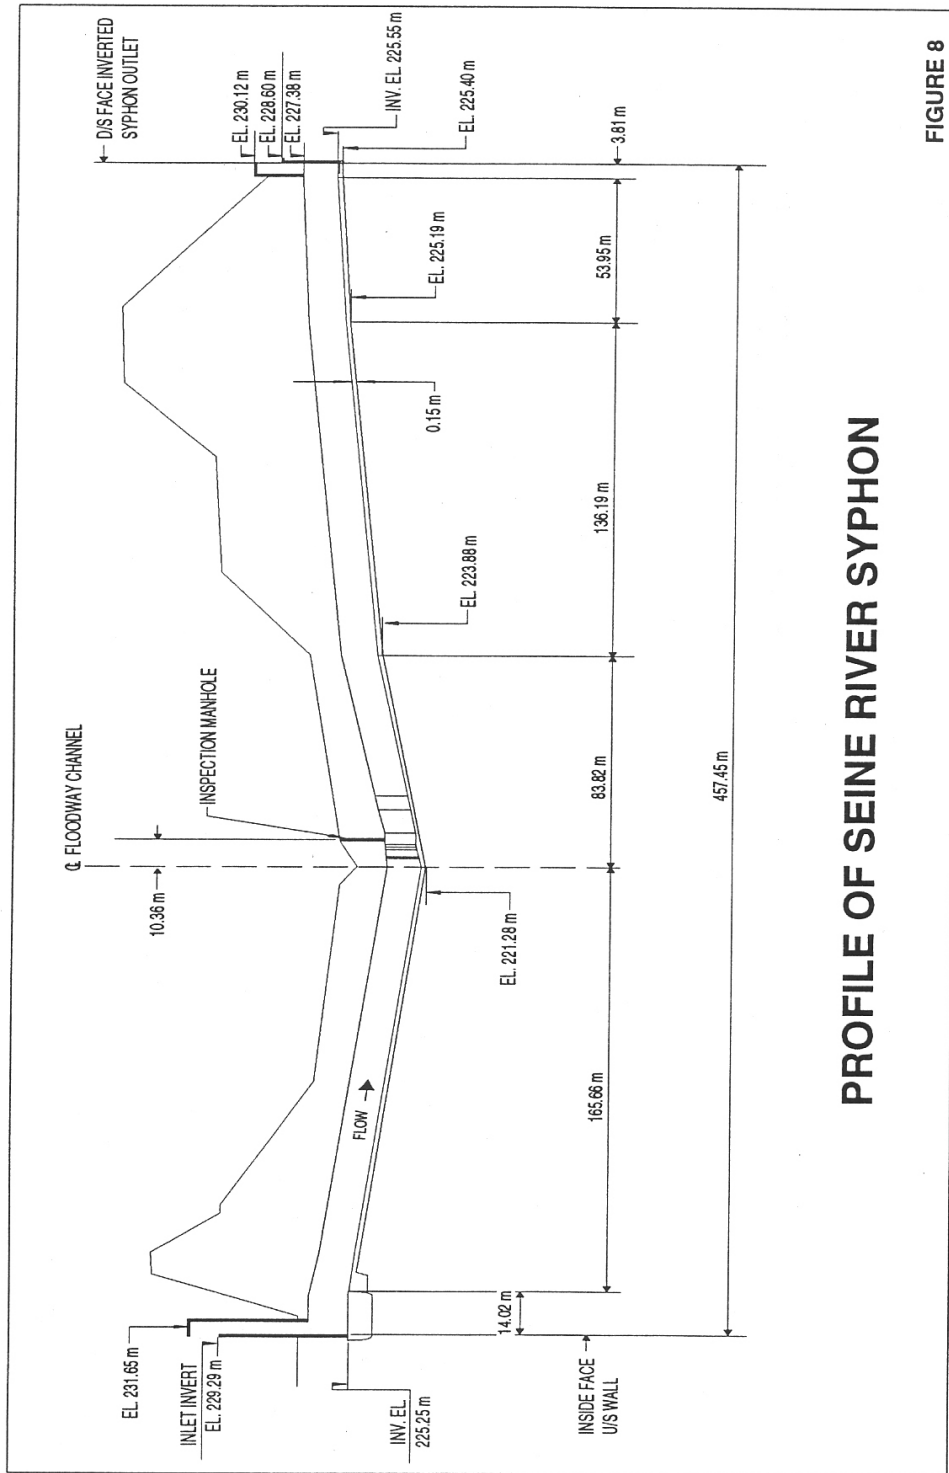 D/S FACE INVERTED
SYPHON OUTLET
EL. 230.12 m
EL. 228.60 m
EL. 227.38 m
INV. EL. 225.55 m
EL. 225.40 m
3.81 m
EL. 225.19 m
53.95 m
0.15 m
136.19 m
EL. 223.88 m
℄ FLOODWAY CHANNEL
INSPECTION MANHOLE
10.36 m
83.82 m
457.45 m
EL. 221.28 m
FLOW
165.66 m
EL. 231.65 m
INLET INVERT
EL. 229.29 m
INV. EL.
225.25 m
14.02 m
INSIDE FACE
U/S WALL
PROFILE OF SEINE RIVER SYPHON
FIGURE 8